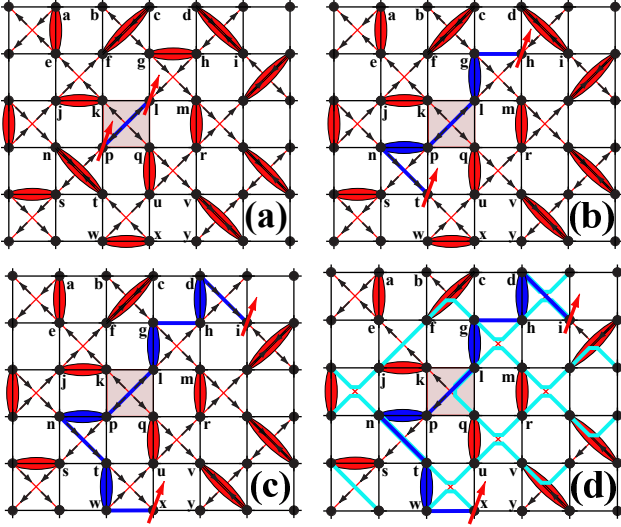 a b c d
e f g h i
j k l m
n p q r
s t u v
w x y
(a)
a b c d
e f g h i
j k l m
n p q r
s t u v
w x y
(b)
a b c d
e f g h i
j k l m
n p q r
s t u v
w x y
(c)
a b c d
e f g h i
j k l m
n p q r
s t u v
w x y
(d)